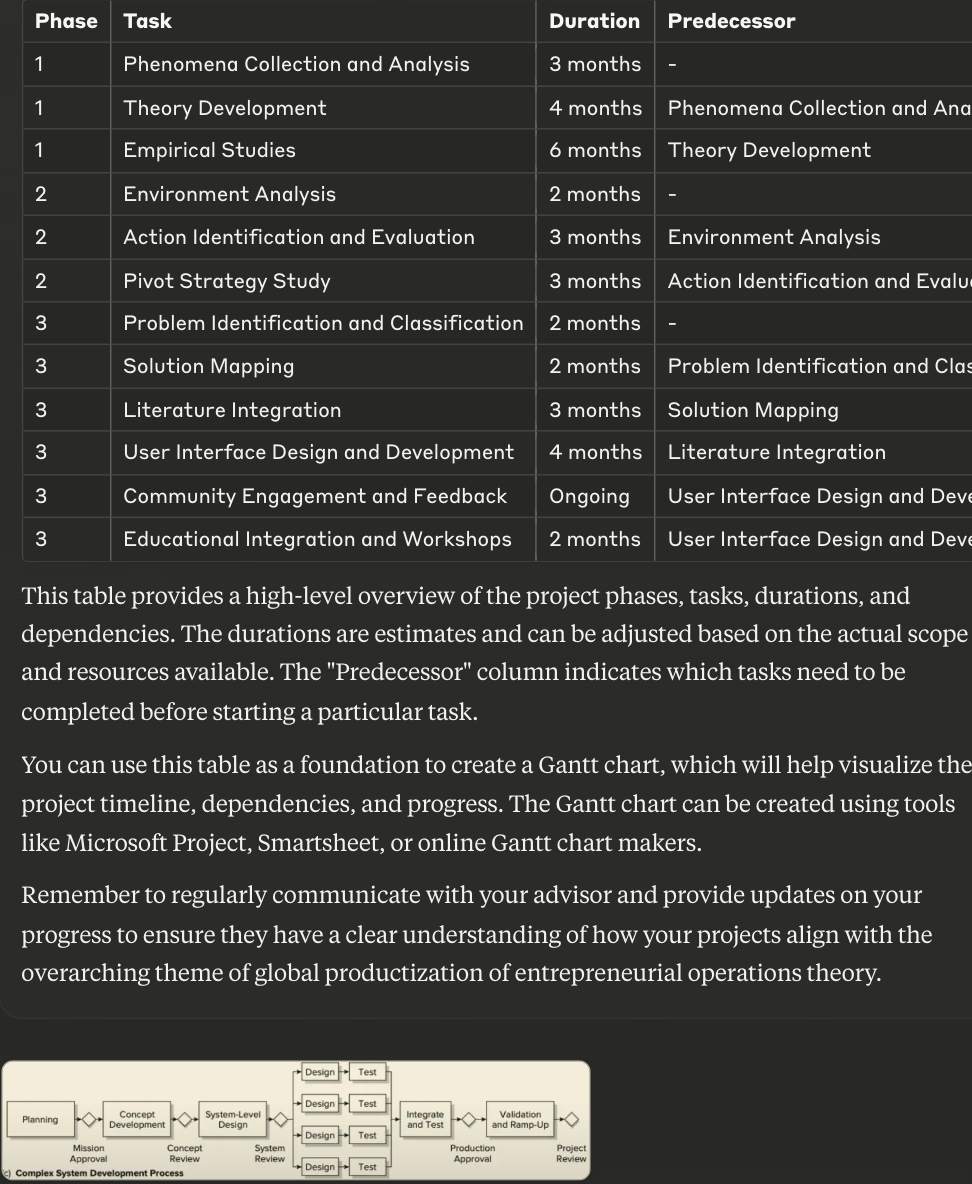 Phase Task Duration Predecessor
1 Phenomena Collection and Analysis 3 months -
1 Theory Development 4 months Phenomena Collection and Ana
1 Empirical Studies 6 months Theory Development
2 Environment Analysis 2 months -
2 Action Identification and Evaluation 3 months Environment Analysis
2 Pivot Strategy Study 3 months Action Identification and Evalu
3 Problem Identification and Classification 2 months -
3 Solution Mapping 2 months Problem Identification and Clas
3 Literature Integration 3 months Solution Mapping
3 User Interface Design and Development 4 months Literature Integration
3 Community Engagement and Feedback Ongoing User Interface Design and Deve
3 Educational Integration and Workshops 2 months User Interface Design and Deve
This table provides a high-level overview of the project phases, tasks, durations, and
dependencies. The durations are estimates and can be adjusted based on the actual scope
and resources available. The "Predecessor" column indicates which tasks need to be
completed before starting a particular task.
You can use this table as a foundation to create a Gantt chart, which will help visualize the
project timeline, dependencies, and progress. The Gantt chart can be created using tools
like Microsoft Project, Smartsheet, or online Gantt chart makers.
Remember to regularly communicate with your advisor and provide updates on your
progress to ensure they have a clear understanding of how your projects align with the
overarching theme of global productization of entrepreneurial operations theory.
Planning
Mission
Approval
Concept
Development
Concept
Review
System-Level
Design
System
Review
Design Test
Design Test
Design Test
Design Test
Integrate
and Test
Production
Approval
Validation
and Ramp-Up
Project
Review
(c) Complex System Development Process